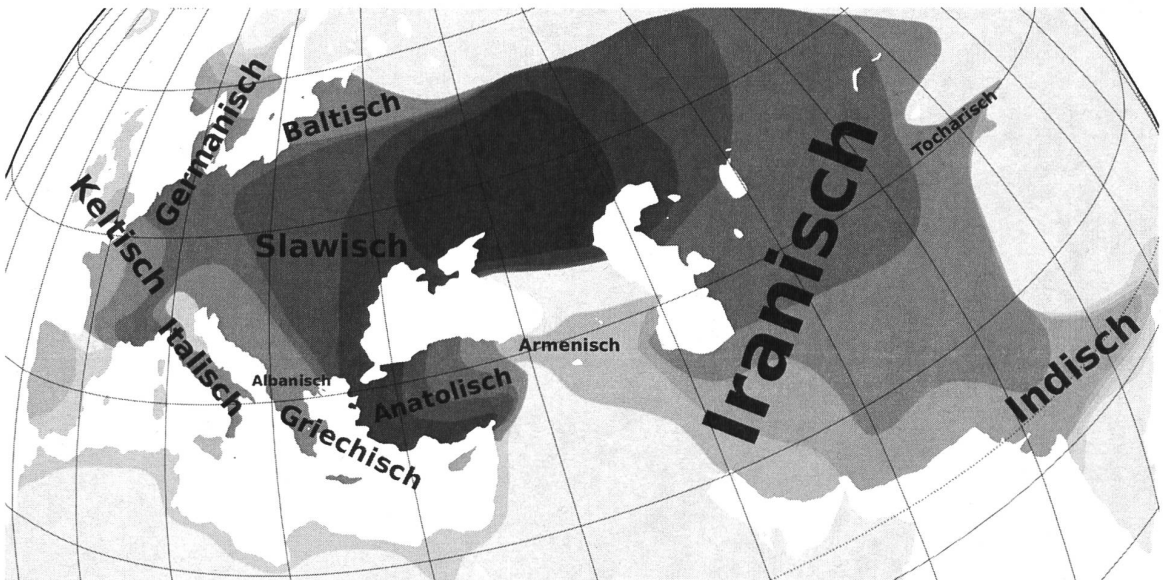 Germanisch
Baltisch
Tocharisch
Keltisch
Slawisch
Iranisch
Italisch
Armenisch
Indisch
Albanisch
Anatolisch
Griechisch